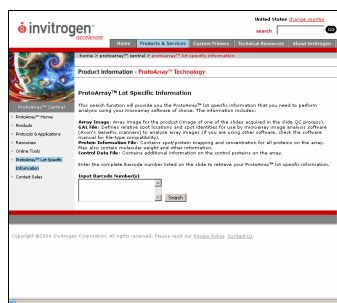 United States change country
invitrogen™
accelerate
search GO
Home Products & Services Custom Primers Technical Resources About Invitrogen
home > protoarray™ central > protoarray™ lot specific information
Product Information - ProtoArray™ Technology
ProtoArray™ Central
ProtoArray™ Home
Products
Protocols & Applications
Resources
Online Tools
ProtoArray™ Lot Specific
Information
Contact Sales
ProtoArray™ Lot Specific Information
This search function will provide you the ProtoArray™ lot specific information that you need to perform
analysis using your microarray software of choice. The information includes:
Array Image: Array image for the product (image of one of the slides acquired in the slide QC process).
GAL File: Defines relative spot locations and spot identities for use by microarray image analysis software
(Axon's GenePix scanner) to analyze array images (if you are using other software, check the software
manual for file-type compatibility).
Protein Information File: Contains spot/protein mapping and concentration for all proteins on the array.
May also contain molecular weight and other information.
Control Data File: Contains additional information on the control proteins on the array.
Enter the complete Barcode number listed on the slide to retrieve your ProtoArray™ lot specific information.
Input Barcode Number(s)
Search
Copyright ©2004 Invitrogen Corporation. All rights reserved. Please read our Privacy Policy. Contact Us